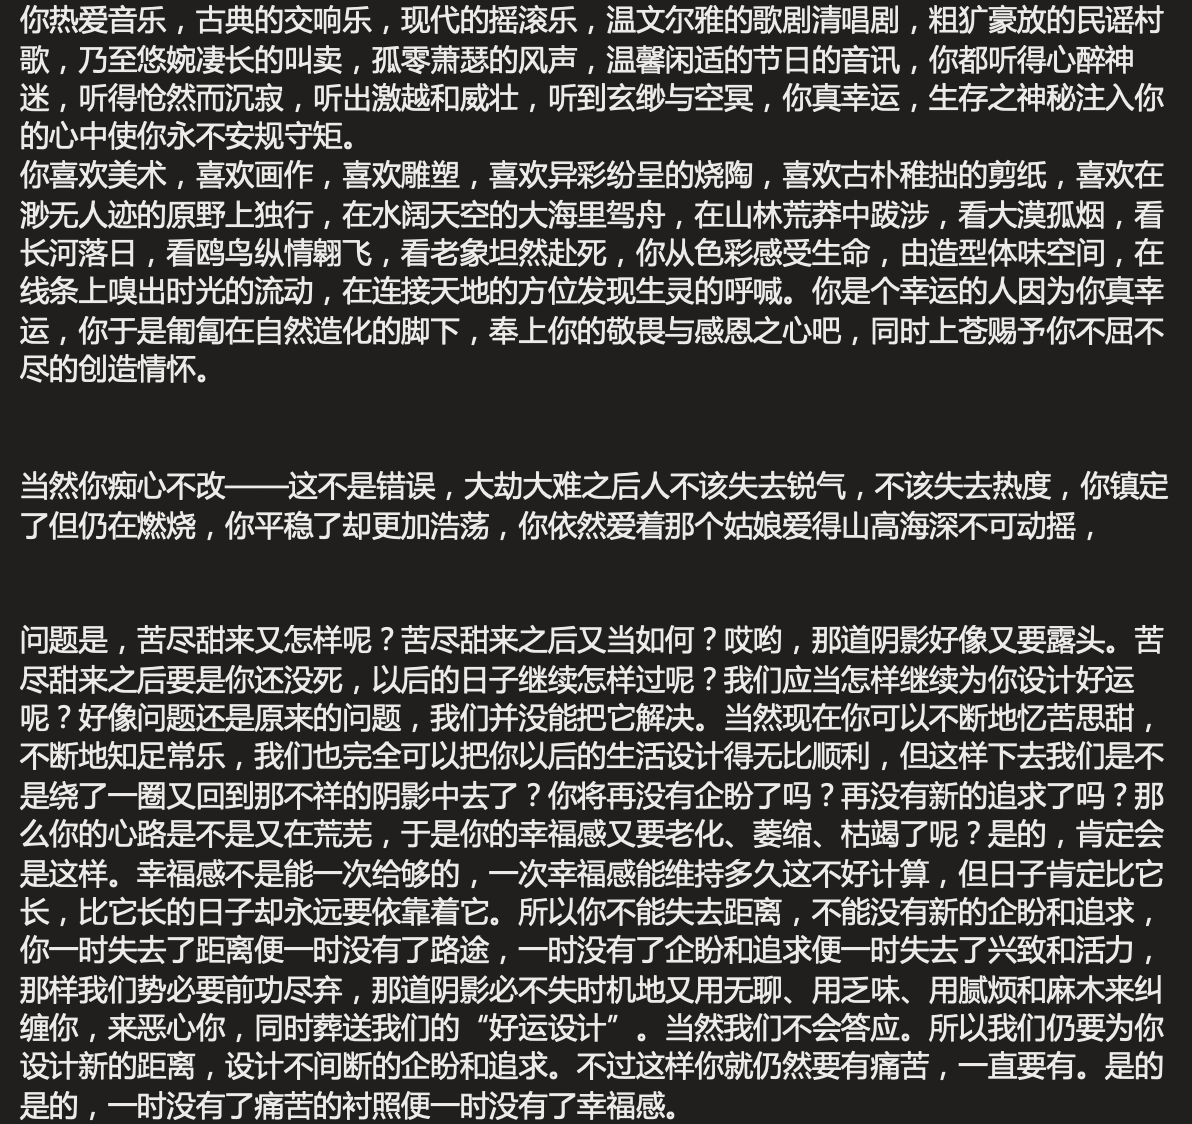 你热爱音乐，古典的交响乐，现代的摇滚乐，温文尔雅的歌剧清唱剧，粗犷豪放的民谣村
歌，乃至悠婉凄长的叫卖，孤零萧瑟的风声，温馨闲适的节日的音讯，你都听得心醉神
迷，听得怆然而沉寂，听出激越和威壮，听到玄缈与空冥，你真幸运，生存之神秘注入你
的心中使你永不安规守矩。
你喜欢美术，喜欢画作，喜欢雕塑，喜欢异彩纷呈的烧陶，喜欢古朴稚拙的剪纸，喜欢在
渺无人迹的原野上独行，在水阔天空的大海里驾舟，在山林荒莽中跋涉，看大漠孤烟，看
长河落日，看鸥鸟纵情翱飞，看老象坦然赴死，你从色彩感受生命，由造型体味空间，在
线条上嗅出时光的流动，在连接天地的方位发现生灵的呼喊。你是个幸运的人因为你真幸
运，你于是匍匐在自然造化的脚下，奉上你的敬畏与感恩之心吧，同时上苍赐予你不屈不
尽的创造情怀。
当然你痴心不改——这不是错误，大劫大难之后人不该失去锐气，不该失去热度，你镇定
了但仍在燃烧，你平稳了却更加浩荡，你依然爱着那个姑娘爱得山高海深不可动摇，
问题是，苦尽甜来又怎样呢？苦尽甜来之后又当如何？哎哟，那道阴影好像又要露头。苦
尽甜来之后要是你还没死，以后的日子继续怎样过呢？我们应当怎样继续为你设计好运
呢？好像问题还是原来的问题，我们并没能把它解决。当然现在你可以不断地忆苦思甜，
不断地知足常乐，我们也完全可以把你以后的生活设计得无比顺利，但这样下去我们是不
是绕了一圈又回到那不祥的阴影中去了？你将再没有企盼了吗？再没有新的追求了吗？那
么你的心路是不是又在荒芜，于是你的幸福感又要老化、萎缩、枯竭了呢？是的，肯定会
是这样。幸福感不是能一次给够的，一次幸福感能维持多久这不好计算，但日子肯定比它
长，比它长的日子却永远要依靠着它。所以你不能失去距离，不能没有新的企盼和追求，
你一时失去了距离便一时没有了路途，一时没有了企盼和追求便一时失去了兴致和活力，
那样我们势必要前功尽弃，那道阴影必不失时机地又用无聊、用乏味、用腻烦和麻木来纠
缠你，来恶心你，同时葬送我们的“好运设计”。当然我们不会答应。所以我们仍要为你
设计新的距离，设计不间断的企盼和追求。不过这样你就仍然要有痛苦，一直要有。是的
是的，一时没有了痛苦的衬照便一时没有了幸福感。